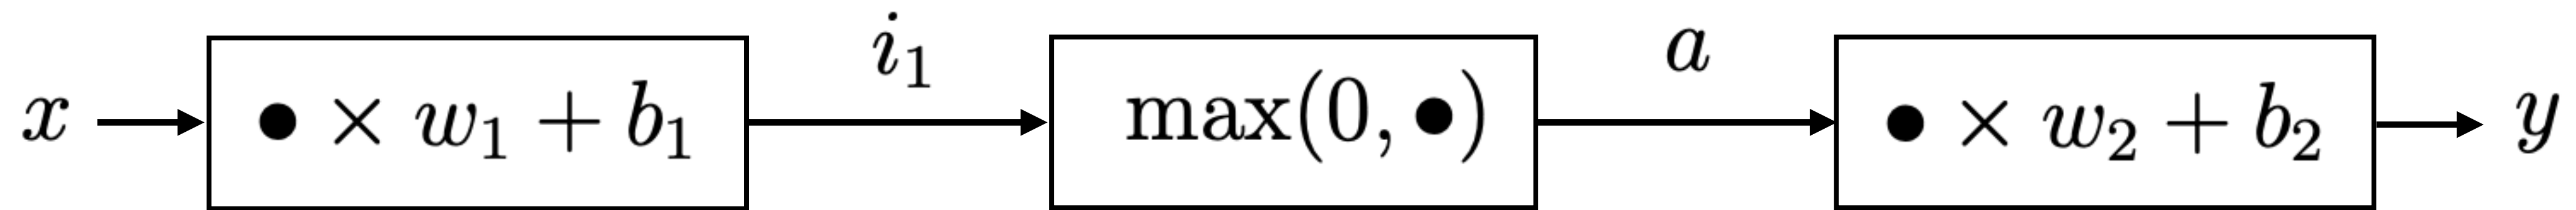 x • × w₁ + b₁ i₁ max(0, •) a • × w₂ + b₂ y